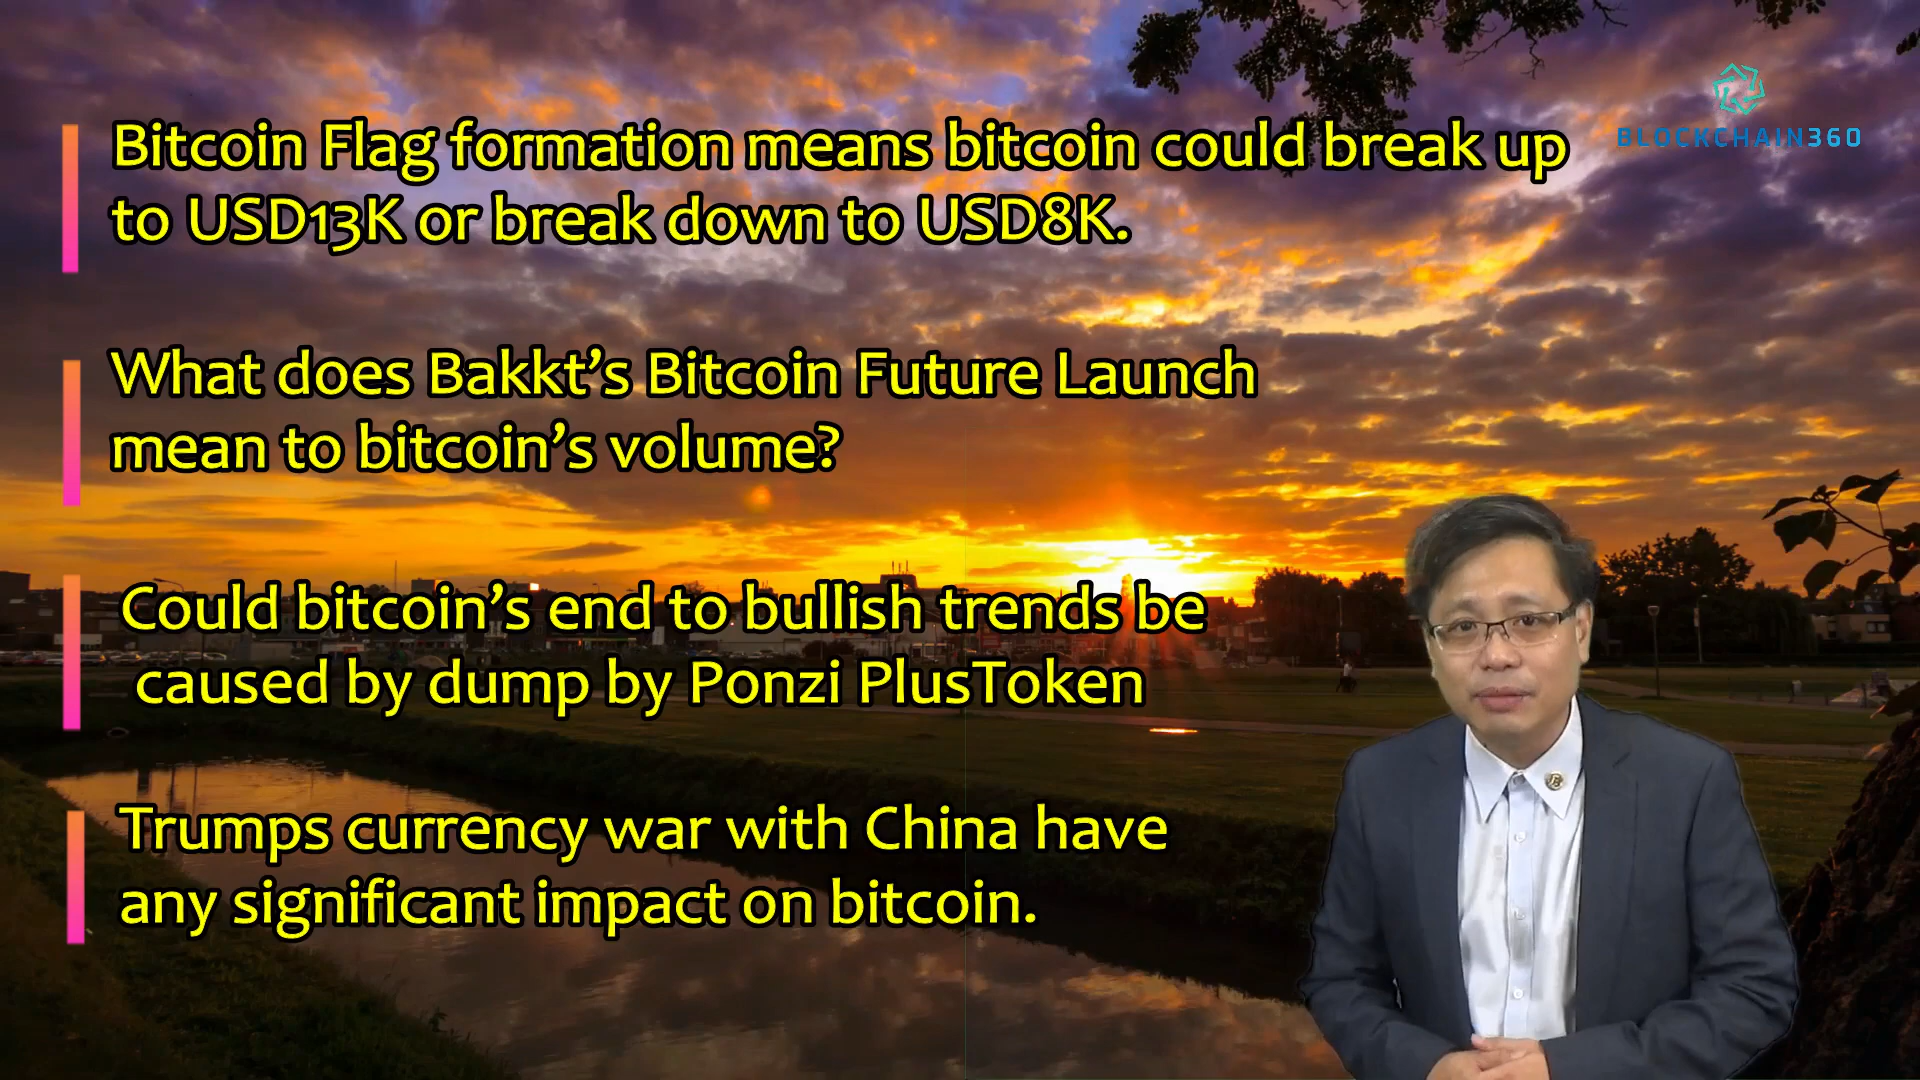 Bitcoin Flag formation means bitcoin could break up
to USD13K or break down to USD8K.
BLOCKCHAIN360
What does Bakkt’s Bitcoin Future Launch
mean to bitcoin’s volume?
Could bitcoin’s end to bullish trends be
caused by dump by Ponzi PlusToken
Trumps currency war with China have
any significant impact on bitcoin.